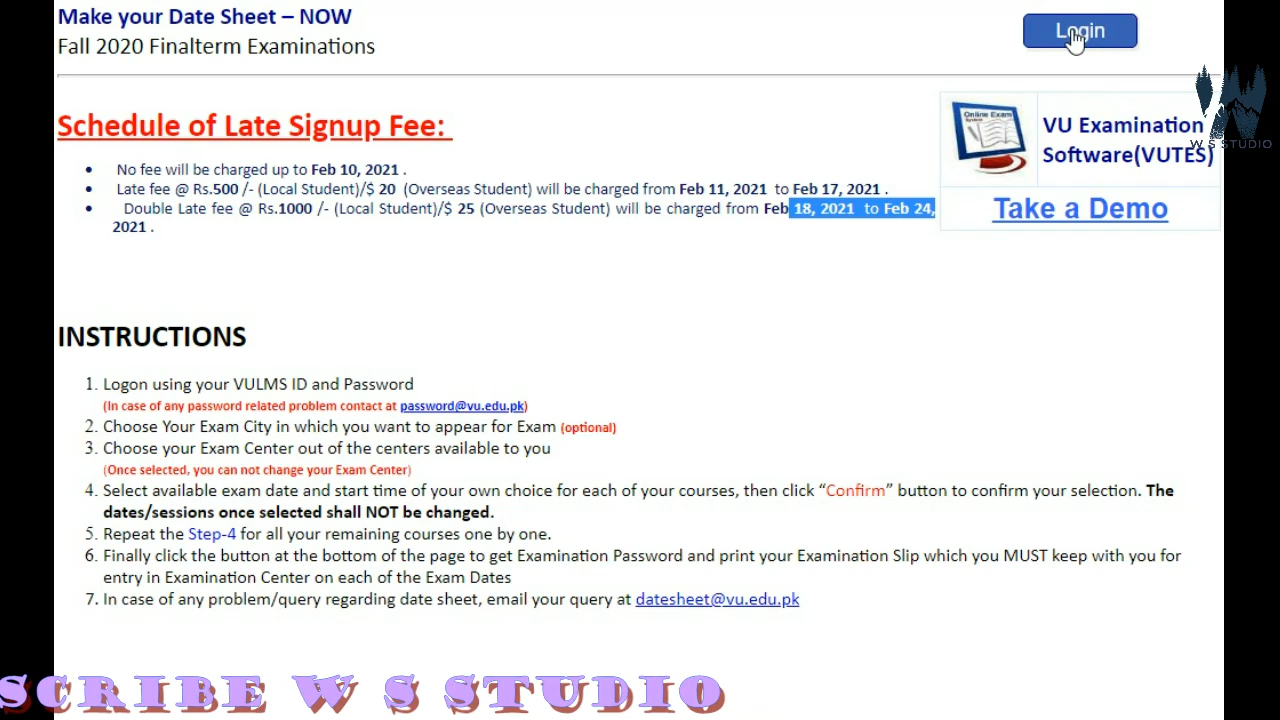 Make your Date Sheet – NOW
Fall 2020 Finalterm Examinations
Login
Schedule of Late Signup Fee:
• No fee will be charged up to Feb 10, 2021 .
• Late fee @ Rs.500 /- (Local Student)/$ 20 (Overseas Student) will be charged from Feb 11, 2021 to Feb 17, 2021 .
• Double Late fee @ Rs.1000 /- (Local Student)/$ 25 (Overseas Student) will be charged from Feb 18, 2021 to Feb 24,
2021 .
Online Exam
System
VU Examination
Software(VUTES)
Take a Demo
W S STUDIO
INSTRUCTIONS
1. Logon using your VULMS ID and Password
(In case of any password related problem contact at password@vu.edu.pk)
2. Choose Your Exam City in which you want to appear for Exam (optional)
3. Choose your Exam Center out of the centers available to you
(Once selected, you can not change your Exam Center)
4. Select available exam date and start time of your own choice for each of your courses, then click “Confirm” button to confirm your selection. The
dates/sessions once selected shall NOT be changed.
5. Repeat the Step-4 for all your remaining courses one by one.
6. Finally click the button at the bottom of the page to get Examination Password and print your Examination Slip which you MUST keep with you for
entry in Examination Center on each of the Exam Dates
7. In case of any problem/query regarding date sheet, email your query at datesheet@vu.edu.pk
SCRIBE W S STUDIO